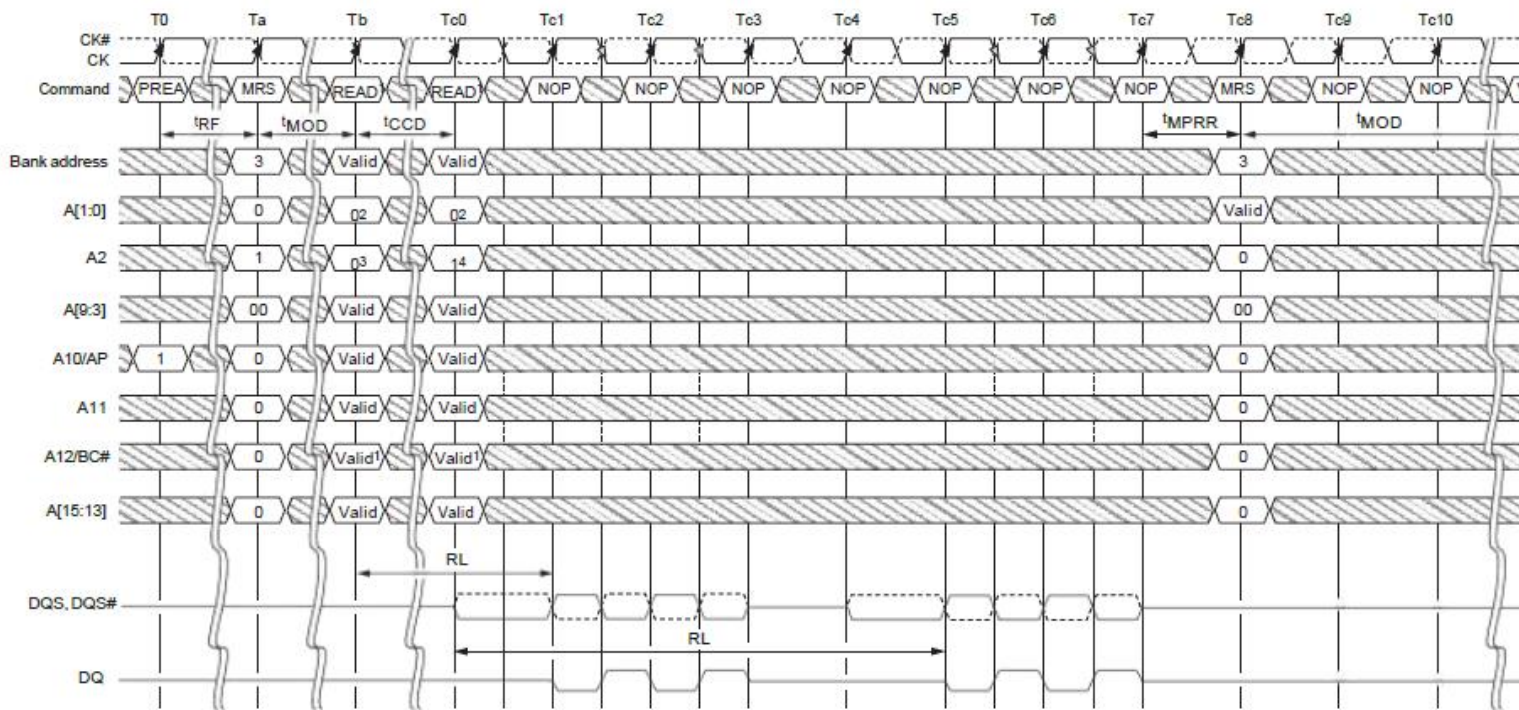 T0 Ta Tb Tc0 Tc1 Tc2 Tc3 Tc4 Tc5 Tc6 Tc7 Tc8 Tc9 Tc10
CK#
CK
Command PREA MRS READ1 READ1 NOP NOP NOP NOP NOP NOP NOP MRS NOP NOP
tRF tMOD tCCD tMPRR tMOD
Bank address 3 Valid Valid 3
A[1:0] 0 02 02 Valid
A2 1 03 14 0
A[9:3] 00 Valid Valid 00
A10/AP 1 0 Valid Valid 0
A11 0 Valid Valid 0
A12/BC# 0 Valid1 Valid1 0
A[15:13] 0 Valid Valid 0
RL
DQS, DQS#
RL
DQ